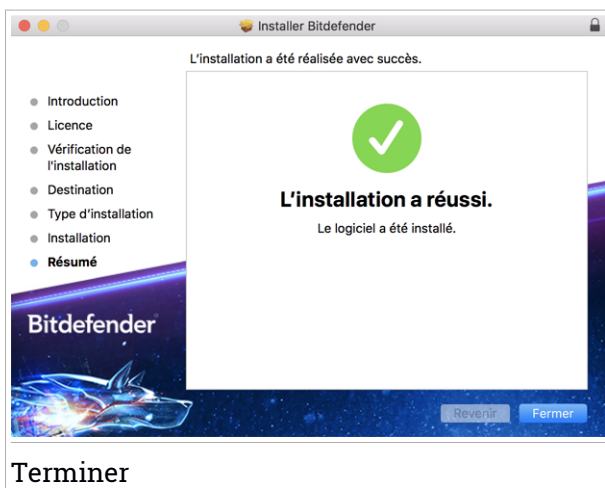 Installer Bitdefender
L'installation a été réalisée avec succès.
Introduction
Licence
Vérification de
l'installation
Destination
Type d'installation
Installation
Résumé
Bitdefender
L'installation a réussi.
Le logiciel a été installé.
Revenir
Fermer
Terminer